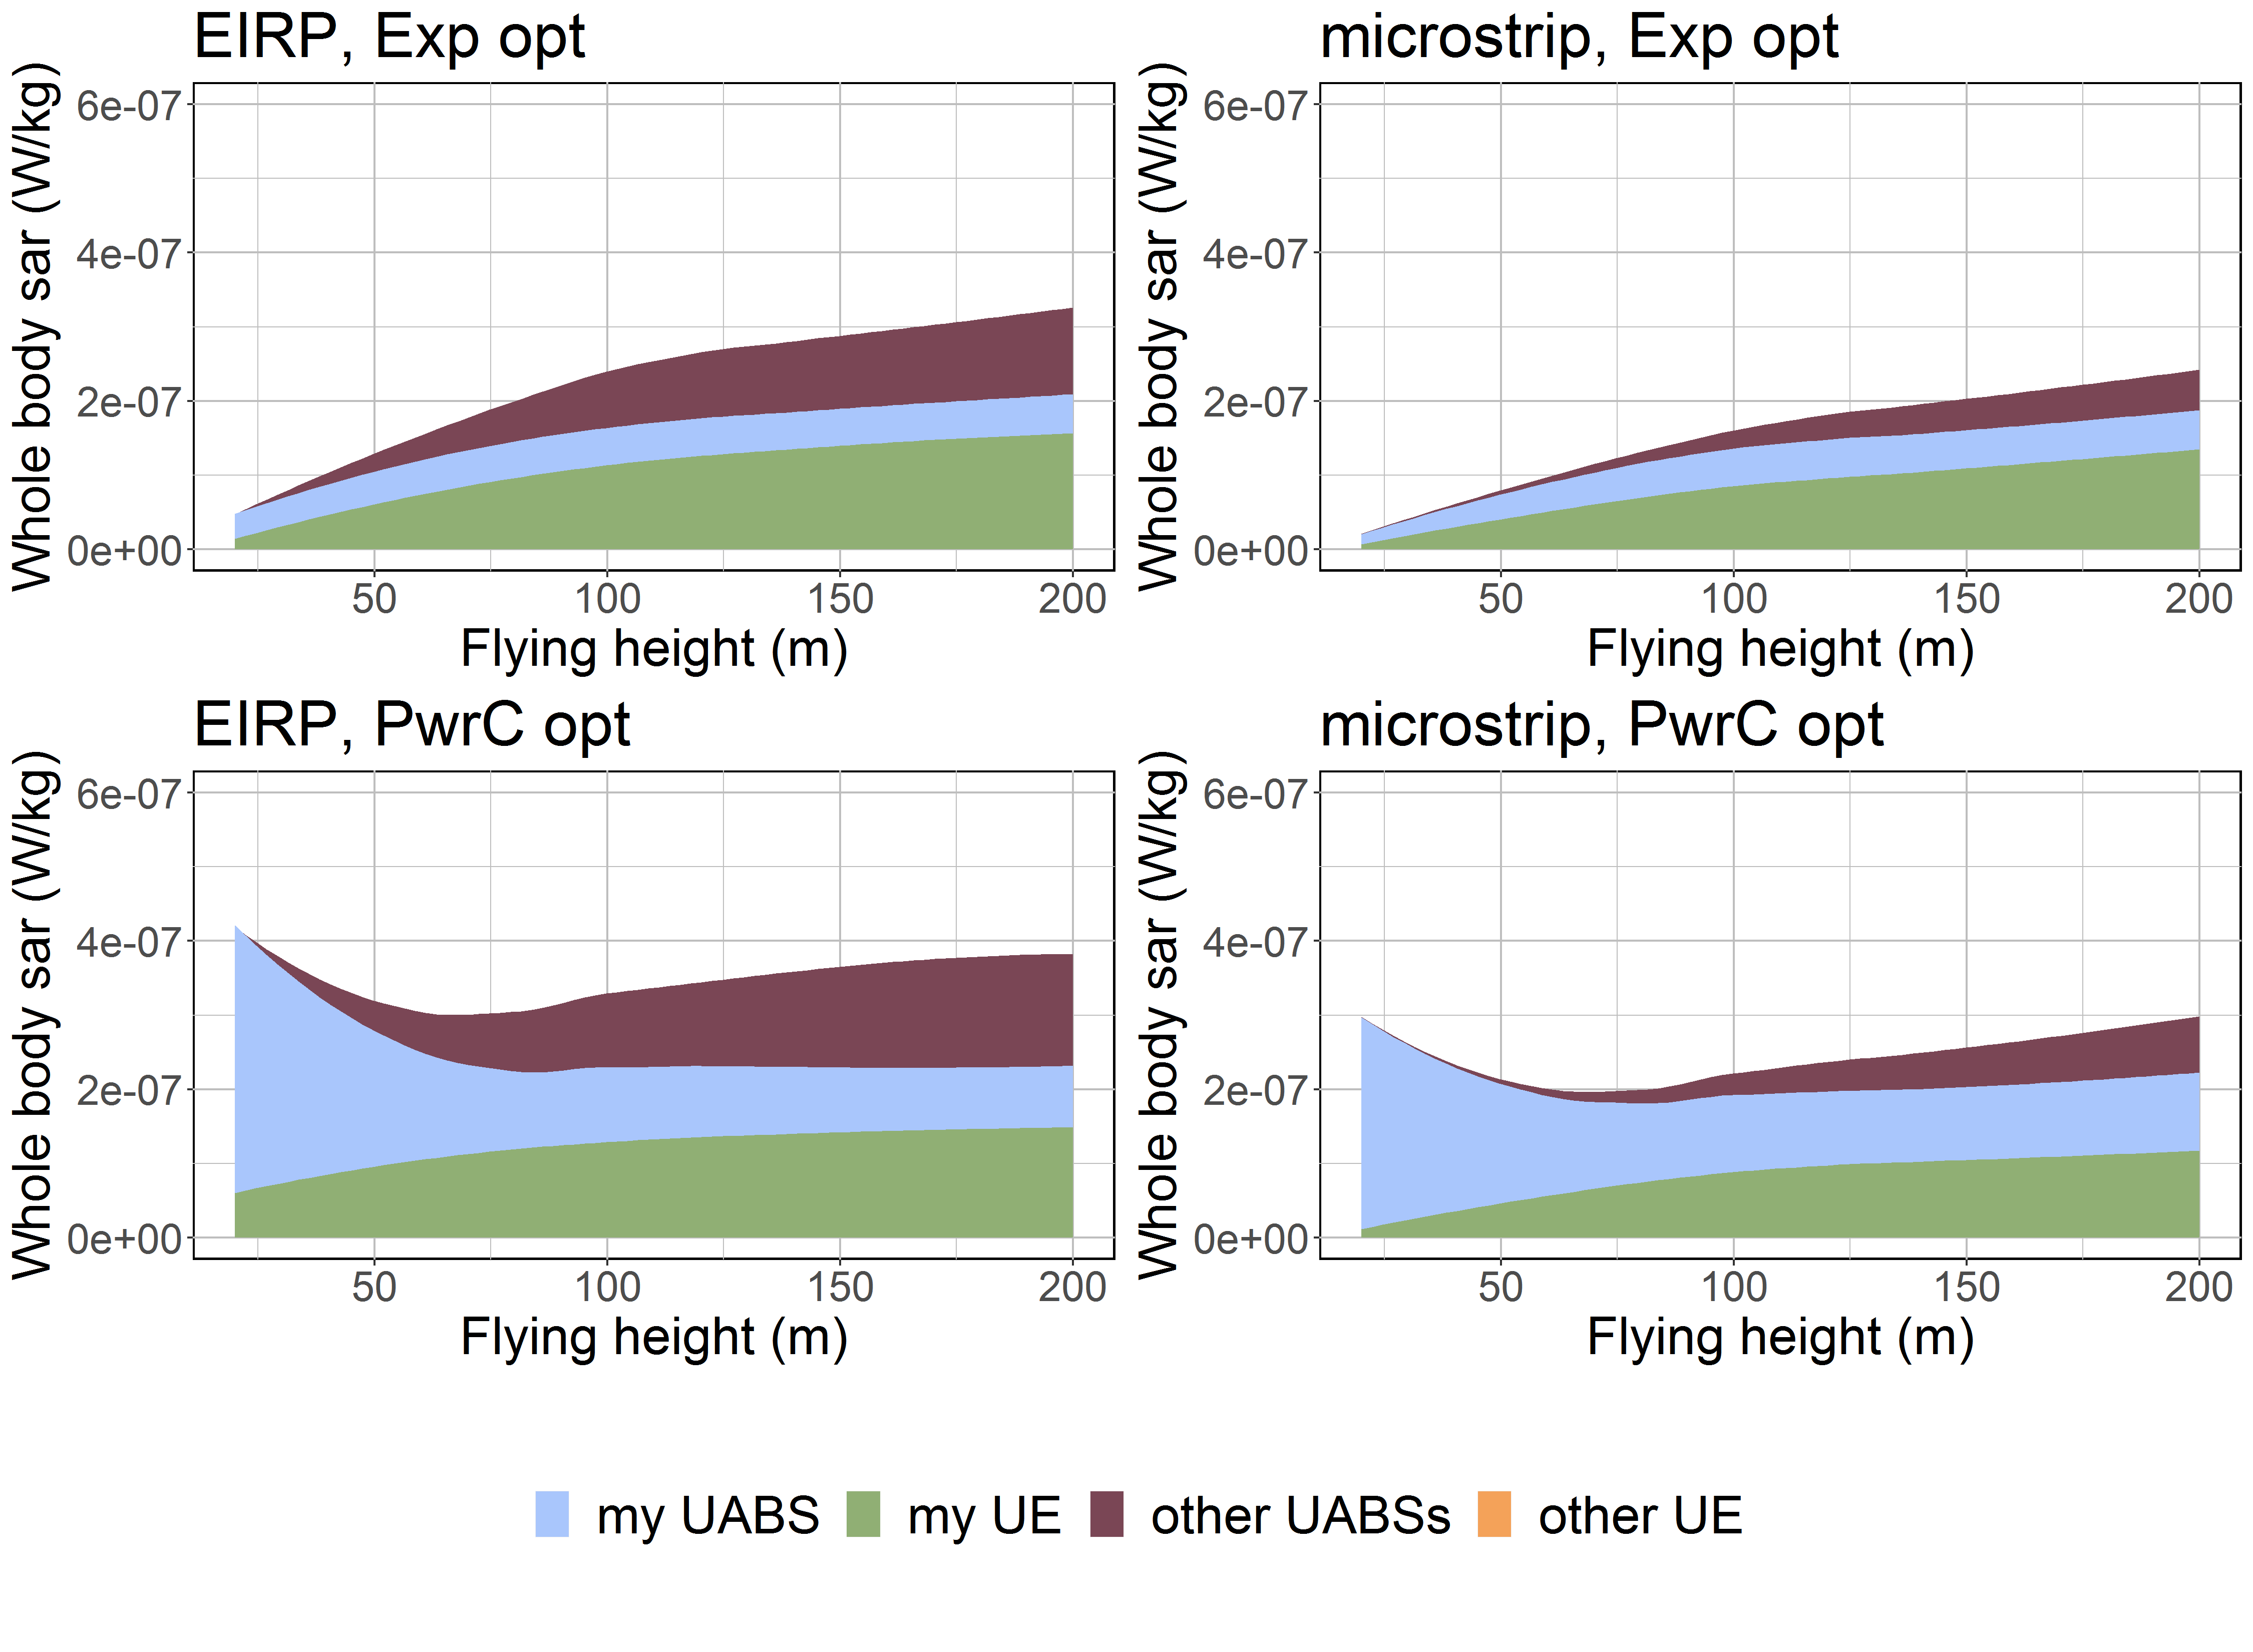 EIRP, Exp opt
Whole body sar (W/kg)
6e-07
4e-07
2e-07
0e+00
50 100 150 200
Flying height (m)
microstrip, Exp opt
Whole body sar (W/kg)
6e-07
4e-07
2e-07
0e+00
50 100 150 200
Flying height (m)
EIRP, PwrC opt
Whole body sar (W/kg)
6e-07
4e-07
2e-07
0e+00
50 100 150 200
Flying height (m)
microstrip, PwrC opt
Whole body sar (W/kg)
6e-07
4e-07
2e-07
0e+00
50 100 150 200
Flying height (m)
my UABS my UE other UABSs other UE